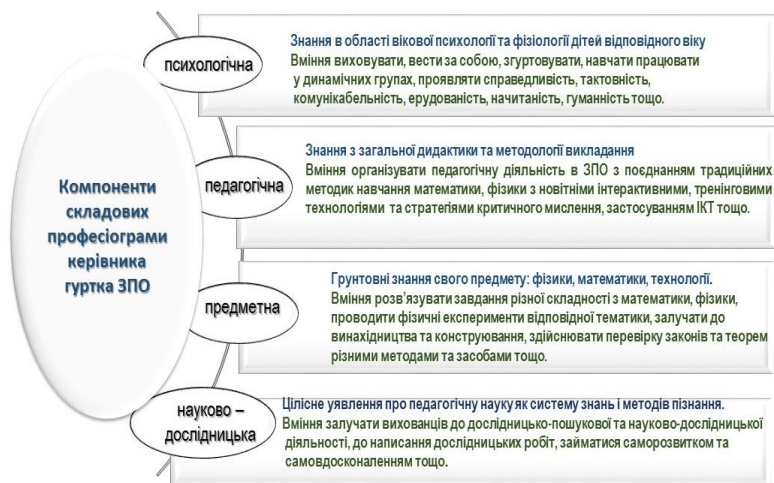 Компоненти
складових
професіограми
керівника
гуртка ЗПО
психологічна
Знання в області вікової психології та фізіології дітей відповідного віку
Вміння виховувати, вести за собою, згуртовувати, навчати працювати
у динамічних групах, проявляти справедливість, тактовність,
комунікабельність, ерудованість, начитаність, гуманність тощо.
педагогічна
Знання з загальної дидактики та методології викладання
Вміння організувати педагогічну діяльність в ЗПО з поєднанням традиційних
методик навчання математики, фізики з новітніми інтерактивними, тренінговими
технологіями та стратегіями критичного мислення, застосуванням ІКТ тощо.
предметна
Грунтовні знання свого предмету: фізики, математики, технології.
Вміння розв’язувати завдання різної складності з математики, фізики,
проводити фізичні експерименти відповідної тематики, залучати до
винахідництва та конструювання, здійснювати перевірку законів та теорем
різними методами та засобами тощо.
науково –
дослідницька
Цілісне уявлення про педагогічну науку як систему знань і методів пізнання.
Вміння залучати вихованців до дослідницько-пошукової та науково-дослідницької
діяльності, до написання дослідницьких робіт, займатися саморозвитком та
самовдосконаленням тощо.